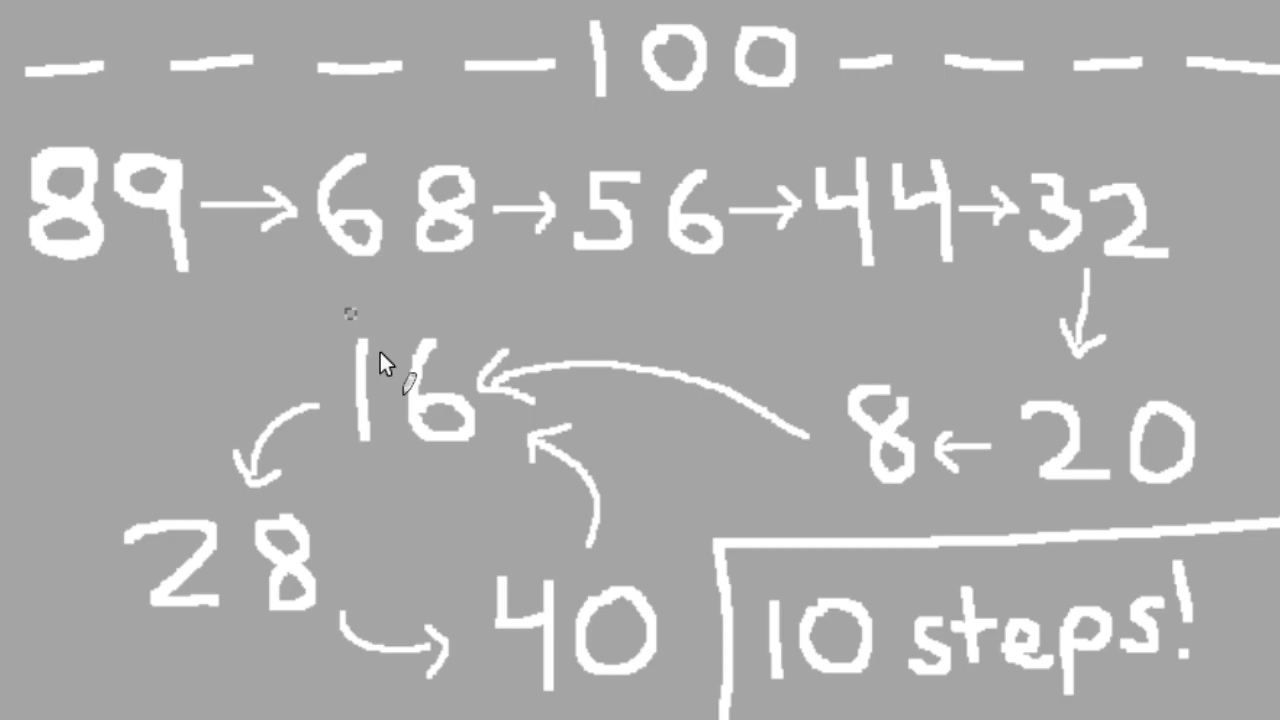 — — — — 100 — — — —
89 → 68 → 56 → 44 → 32
16 8 ← 20
28 40
10 steps!